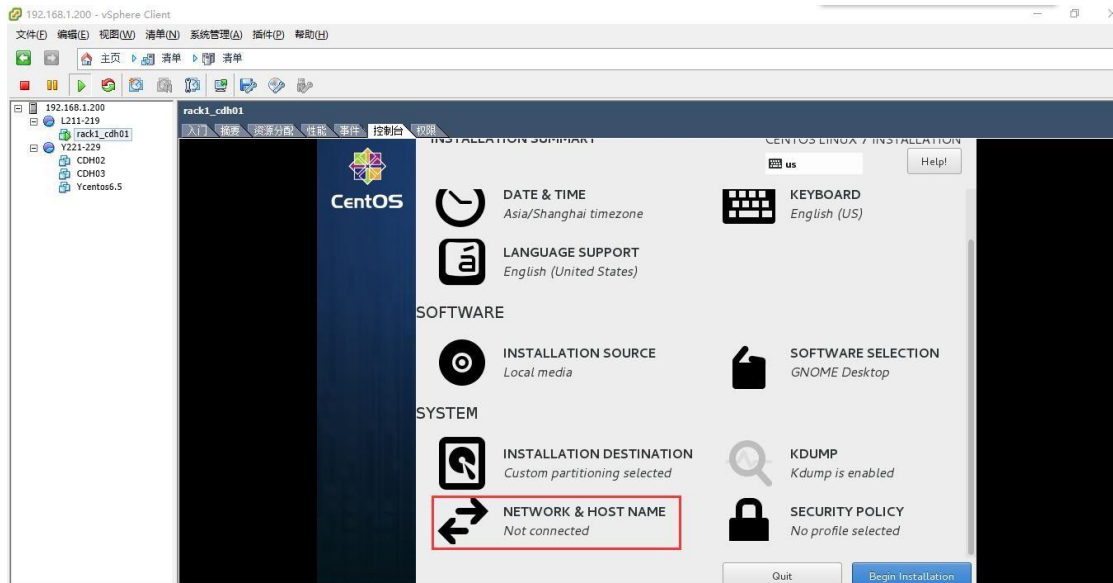 192.168.1.200 - vSphere Client
文件(F) 编辑(E) 视图(W) 清单(N) 系统管理(A) 插件(P) 帮助(H)
主页 清单 清单
192.168.1.200
L211-219
rack1_cdh01
Y221-229
CDH02
CDH03
Ycentos6.5
rack1_cdh01
入门 摘要 资源分配 性能 事件 控制台 权限
INSTALLATION SUMMARY
CENTOS LINUX 7 INSTALLATION
us
Help!
CentOS
DATE & TIME
Asia/Shanghai timezone
KEYBOARD
English (US)
LANGUAGE SUPPORT
English (United States)
SOFTWARE
INSTALLATION SOURCE
Local media
SOFTWARE SELECTION
GNOME Desktop
SYSTEM
INSTALLATION DESTINATION
Custom partitioning selected
KDUMP
Kdump is enabled
NETWORK & HOST NAME
Not connected
SECURITY POLICY
No profile selected
Quit
Begin Installation